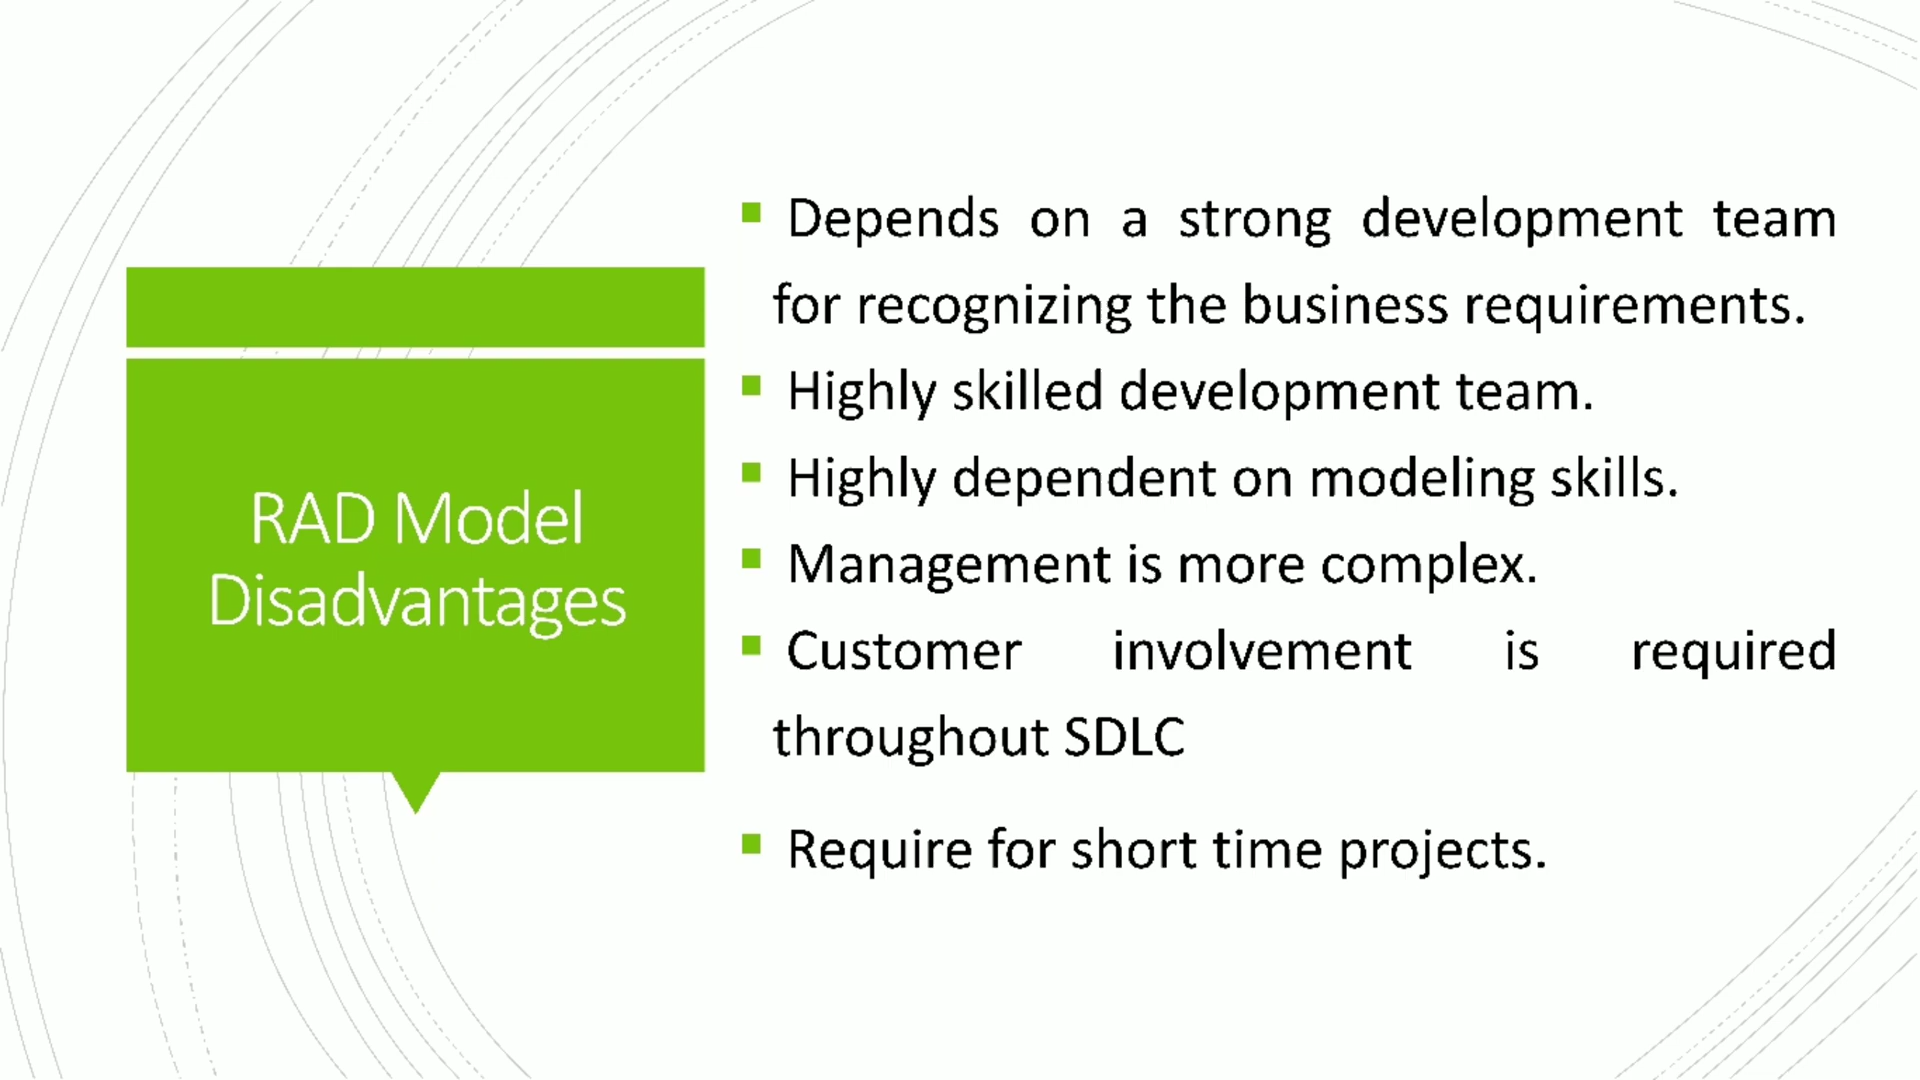 RAD Model
Disadvantages
Depends on a strong development team
for recognizing the business requirements.
Highly skilled development team.
Highly dependent on modeling skills.
Management is more complex.
Customer involvement is required
throughout SDLC
Require for short time projects.